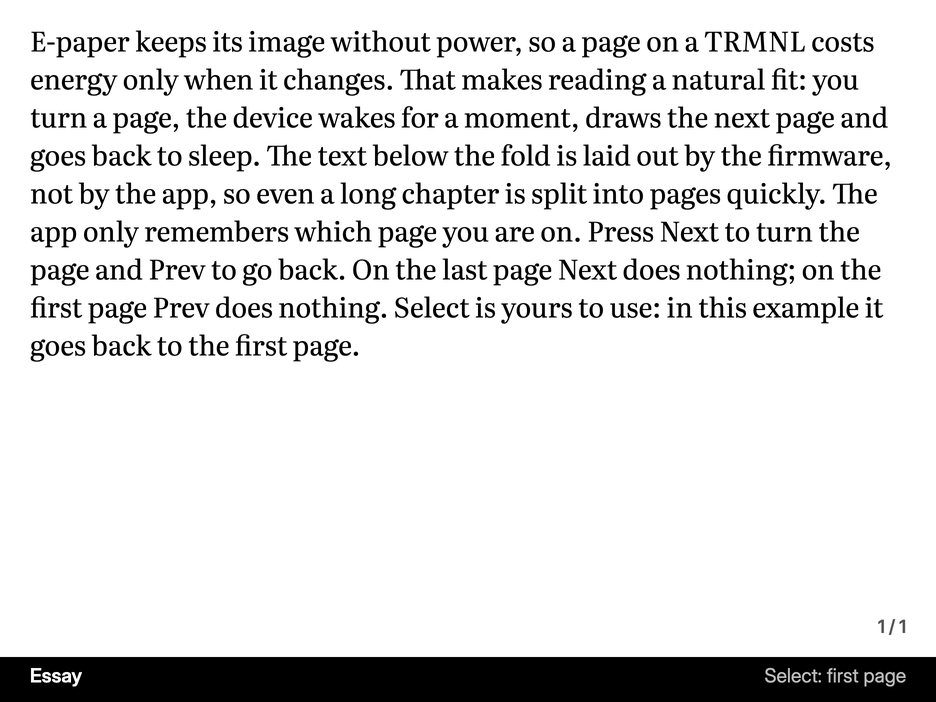 E-paper keeps its image without power, so a page on a TRMNL costs
energy only when it changes. That makes reading a natural fit: you
turn a page, the device wakes for a moment, draws the next page and
goes back to sleep. The text below the fold is laid out by the firmware,
not by the app, so even a long chapter is split into pages quickly. The
app only remembers which page you are on. Press Next to turn the
page and Prev to go back. On the last page Next does nothing; on the
first page Prev does nothing. Select is yours to use: in this example it
goes back to the first page.
1/1
Essay
Select: first page